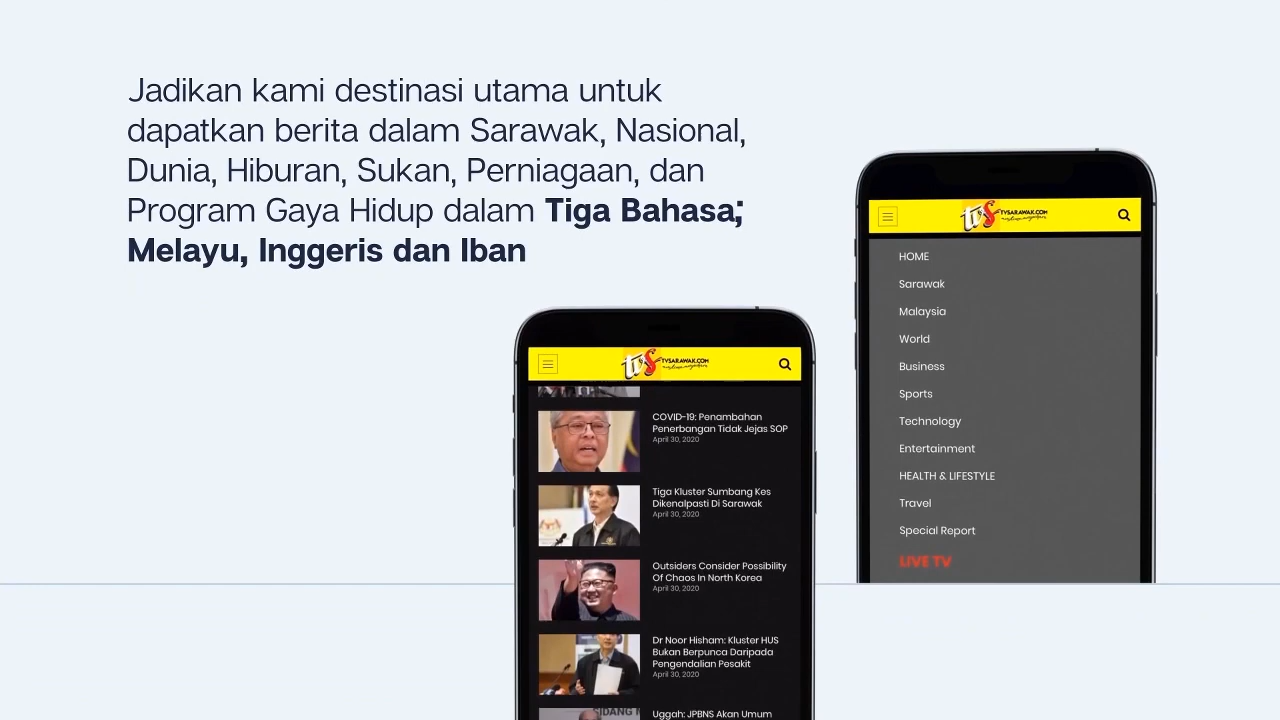 Jadikan kami destinasi utama untuk
dapatkan berita dalam Sarawak, Nasional,
Dunia, Hiburan, Sukan, Perniagaan, dan
Program Gaya Hidup dalam Tiga Bahasa;
Melayu, Inggeris dan Iban
tvS TVSARAWAK.COM
COVID-19: Penambahan
Penerbangan Tidak Jejas SOP
April 30, 2020
Tiga Kluster Sumbang Kes
Dikenalpasti Di Sarawak
April 30, 2020
Outsiders Consider Possibility
Of Chaos In North Korea
April 30, 2020
Dr Noor Hisham: Kluster HUS
Bukan Berpunca Daripada
Pengendalian Pesakit
April 30, 2020
SIDANG
Uggah: JPBNS Akan Umum
tvS TVSARAWAK.COM
HOME
Sarawak
Malaysia
World
Business
Sports
Technology
Entertainment
HEALTH & LIFESTYLE
Travel
Special Report
LIVE TV